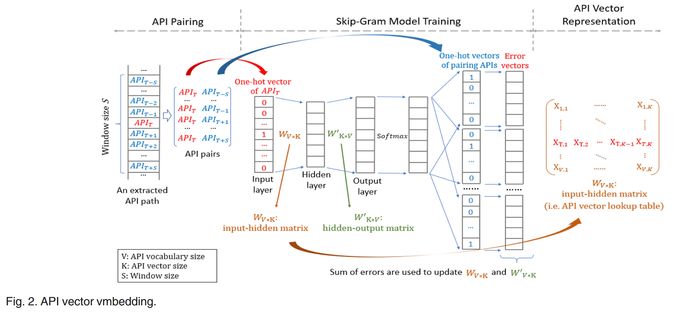 API Pairing
Skip-Gram Model Training
API Vector
Representation
Window size S
...
API_{T-S}
...
API_{T-2}
API_{T-1}
API_T
API_{T+1}
API_{T+2}
...
API_{T+S}
...
An extracted
API path
API_T API_{T-S}
... ...
API_T API_{T-1}
API_T API_{T+1}
... ...
API_T API_{T+S}
API pairs
One-hot vector
of API_T
0
0
...
1
...
0
0
Input
layer
W_{V*K}
Hidden
layer
W'_{K*V}
Output
layer
Softmax
One-hot vectors
of pairing APIs
Error
vectors
1
0
...
0
0
0
1
...
0
0
......
......
0
0
...
0
1
W_{V*K}:
input-hidden matrix
W'_{K*V}:
hidden-output matrix
X_{1,1} ...... X_{1,K}
X_{T,1} X_{T,2} ... X_{T,K-1} X_{T,K}
X_{V,1} ...... X_{V,K}
W_{V*K}:
input-hidden matrix
(i.e. API vector lookup table)
V: API vocabulary size
K: API vector size
S: Window size
Sum of errors are used to update W_{V*K} and W'_{V*K}
Fig. 2. API vector vmbedding.